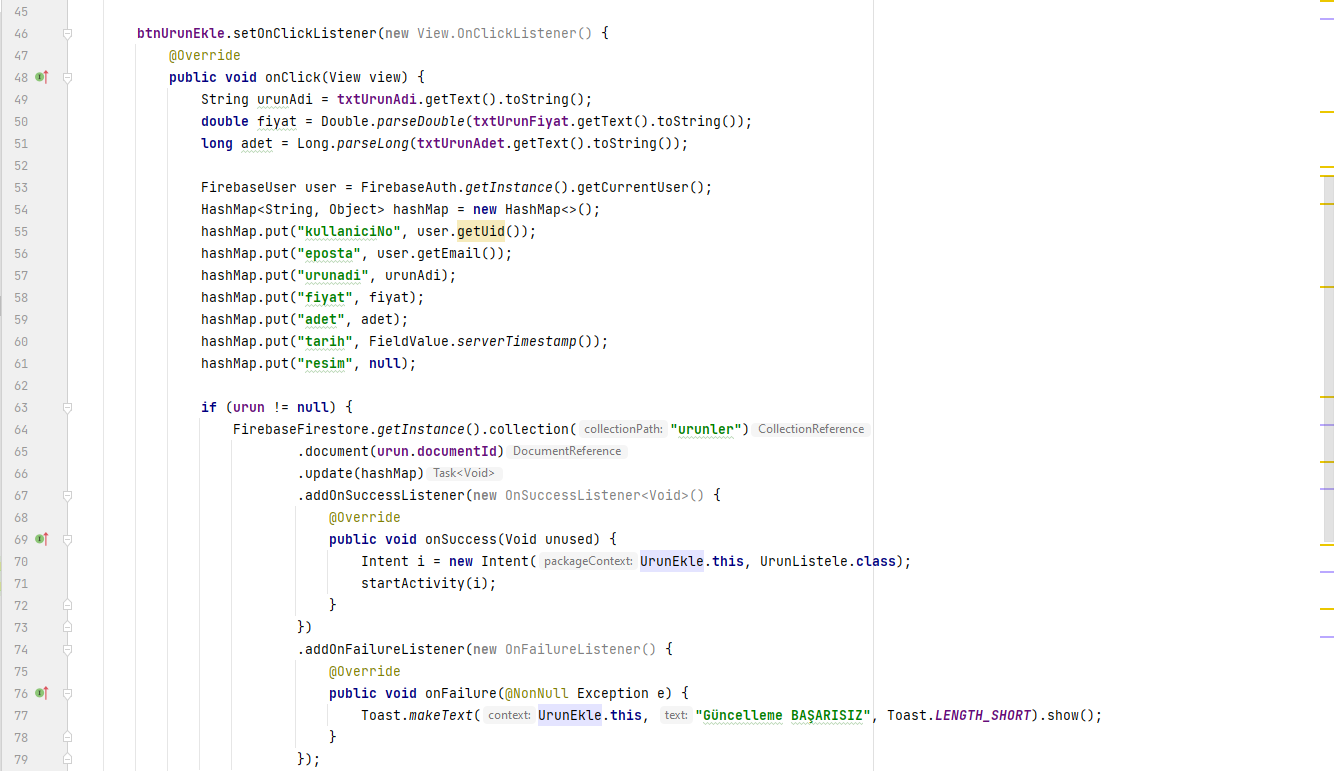 45
46 btnUrunEkle.setOnClickListener(new View.OnClickListener() {
47 @Override
48 public void onClick(View view) {
49 String urunAdi = txtUrunAdi.getText().toString();
50 double fiyat = Double.parseDouble(txtUrunFiyat.getText().toString());
51 long adet = Long.parseLong(txtUrunAdet.getText().toString());
52
53 FirebaseUser user = FirebaseAuth.getInstance().getCurrentUser();
54 HashMap<String, Object> hashMap = new HashMap<>();
55 hashMap.put("kullaniciNo", user.getUid());
56 hashMap.put("eposta", user.getEmail());
57 hashMap.put("urunadi", urunAdi);
58 hashMap.put("fiyat", fiyat);
59 hashMap.put("adet", adet);
60 hashMap.put("tarih", FieldValue.serverTimestamp());
61 hashMap.put("resim", null);
62
63 if (urun != null) {
64 FirebaseFirestore.getInstance().collection( collectionPath: "urunler") CollectionReference
65 .document(urun.documentId) DocumentReference
66 .update(hashMap) Task<Void>
67 .addOnSuccessListener(new OnSuccessListener<Void>() {
68 @Override
69 public void onSuccess(Void unused) {
70 Intent i = new Intent( packageContext: UrunEkle.this, UrunListele.class);
71 startActivity(i);
72 }
73 })
74 .addOnFailureListener(new OnFailureListener() {
75 @Override
76 public void onFailure(@NonNull Exception e) {
77 Toast.makeText( context: UrunEkle.this, text: "Güncelleme BAŞARISIZ", Toast.LENGTH_SHORT).show();
78 }
79 });